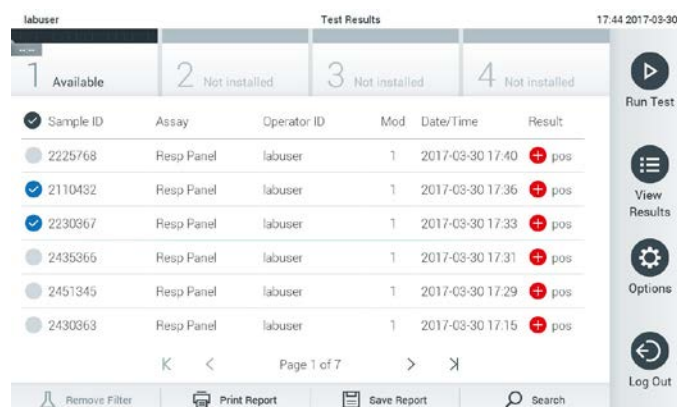 labuser Test Results 17:44 2017-03-30
1 Available 2 Not installed 3 Not installed 4 Not installed
Run Test
Sample ID Assay Operator ID Mod Date/Time Result
2225768 Resp Panel labuser 1 2017-03-30 17:40 pos
2110432 Resp Panel labuser 1 2017-03-30 17:36 pos
View Results
2230367 Resp Panel labuser 1 2017-03-30 17:33 pos
2435366 Resp Panel labuser 1 2017-03-30 17:31 pos
2451345 Resp Panel labuser 1 2017-03-30 17:29 pos
Options
2430363 Resp Panel labuser 1 2017-03-30 17:15 pos
Page 1 of 7
Log Out
Remove Filter Print Report Save Report Search